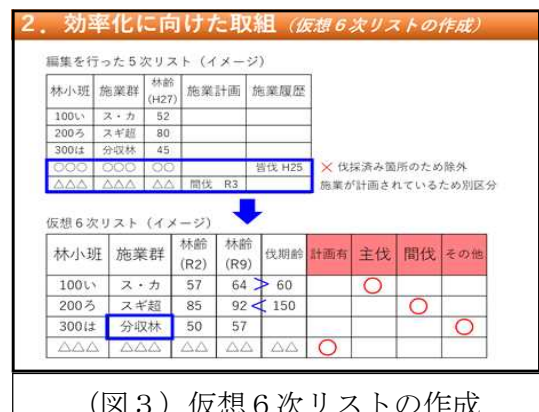 2．効率化に向けた取組（仮想６次リストの作成）
編集を行った５次リスト（イメージ）
林小班 施業群 林齢(H27) 施業計画 施業履歴
100い ス・カ 52
200ろ スギ超 80
300は 分収林 45
○○○ ○○○ ○○ 皆伐 H25 × 伐採済み箇所のため除外
△△△ △△△ △△ 間伐 R3 施業が計画されているため別区分
仮想６次リスト（イメージ）
林小班 施業群 林齢(R2) 林齢(R9) 伐期齢 計画有 主伐 間伐 その他
100い ス・カ 57 64 > 60 ○
200ろ スギ超 85 92 < 150 ○
300は 分収林 50 57 ○
△△△ △△△ △△ △△ △△ ○
（図３）仮想６次リストの作成